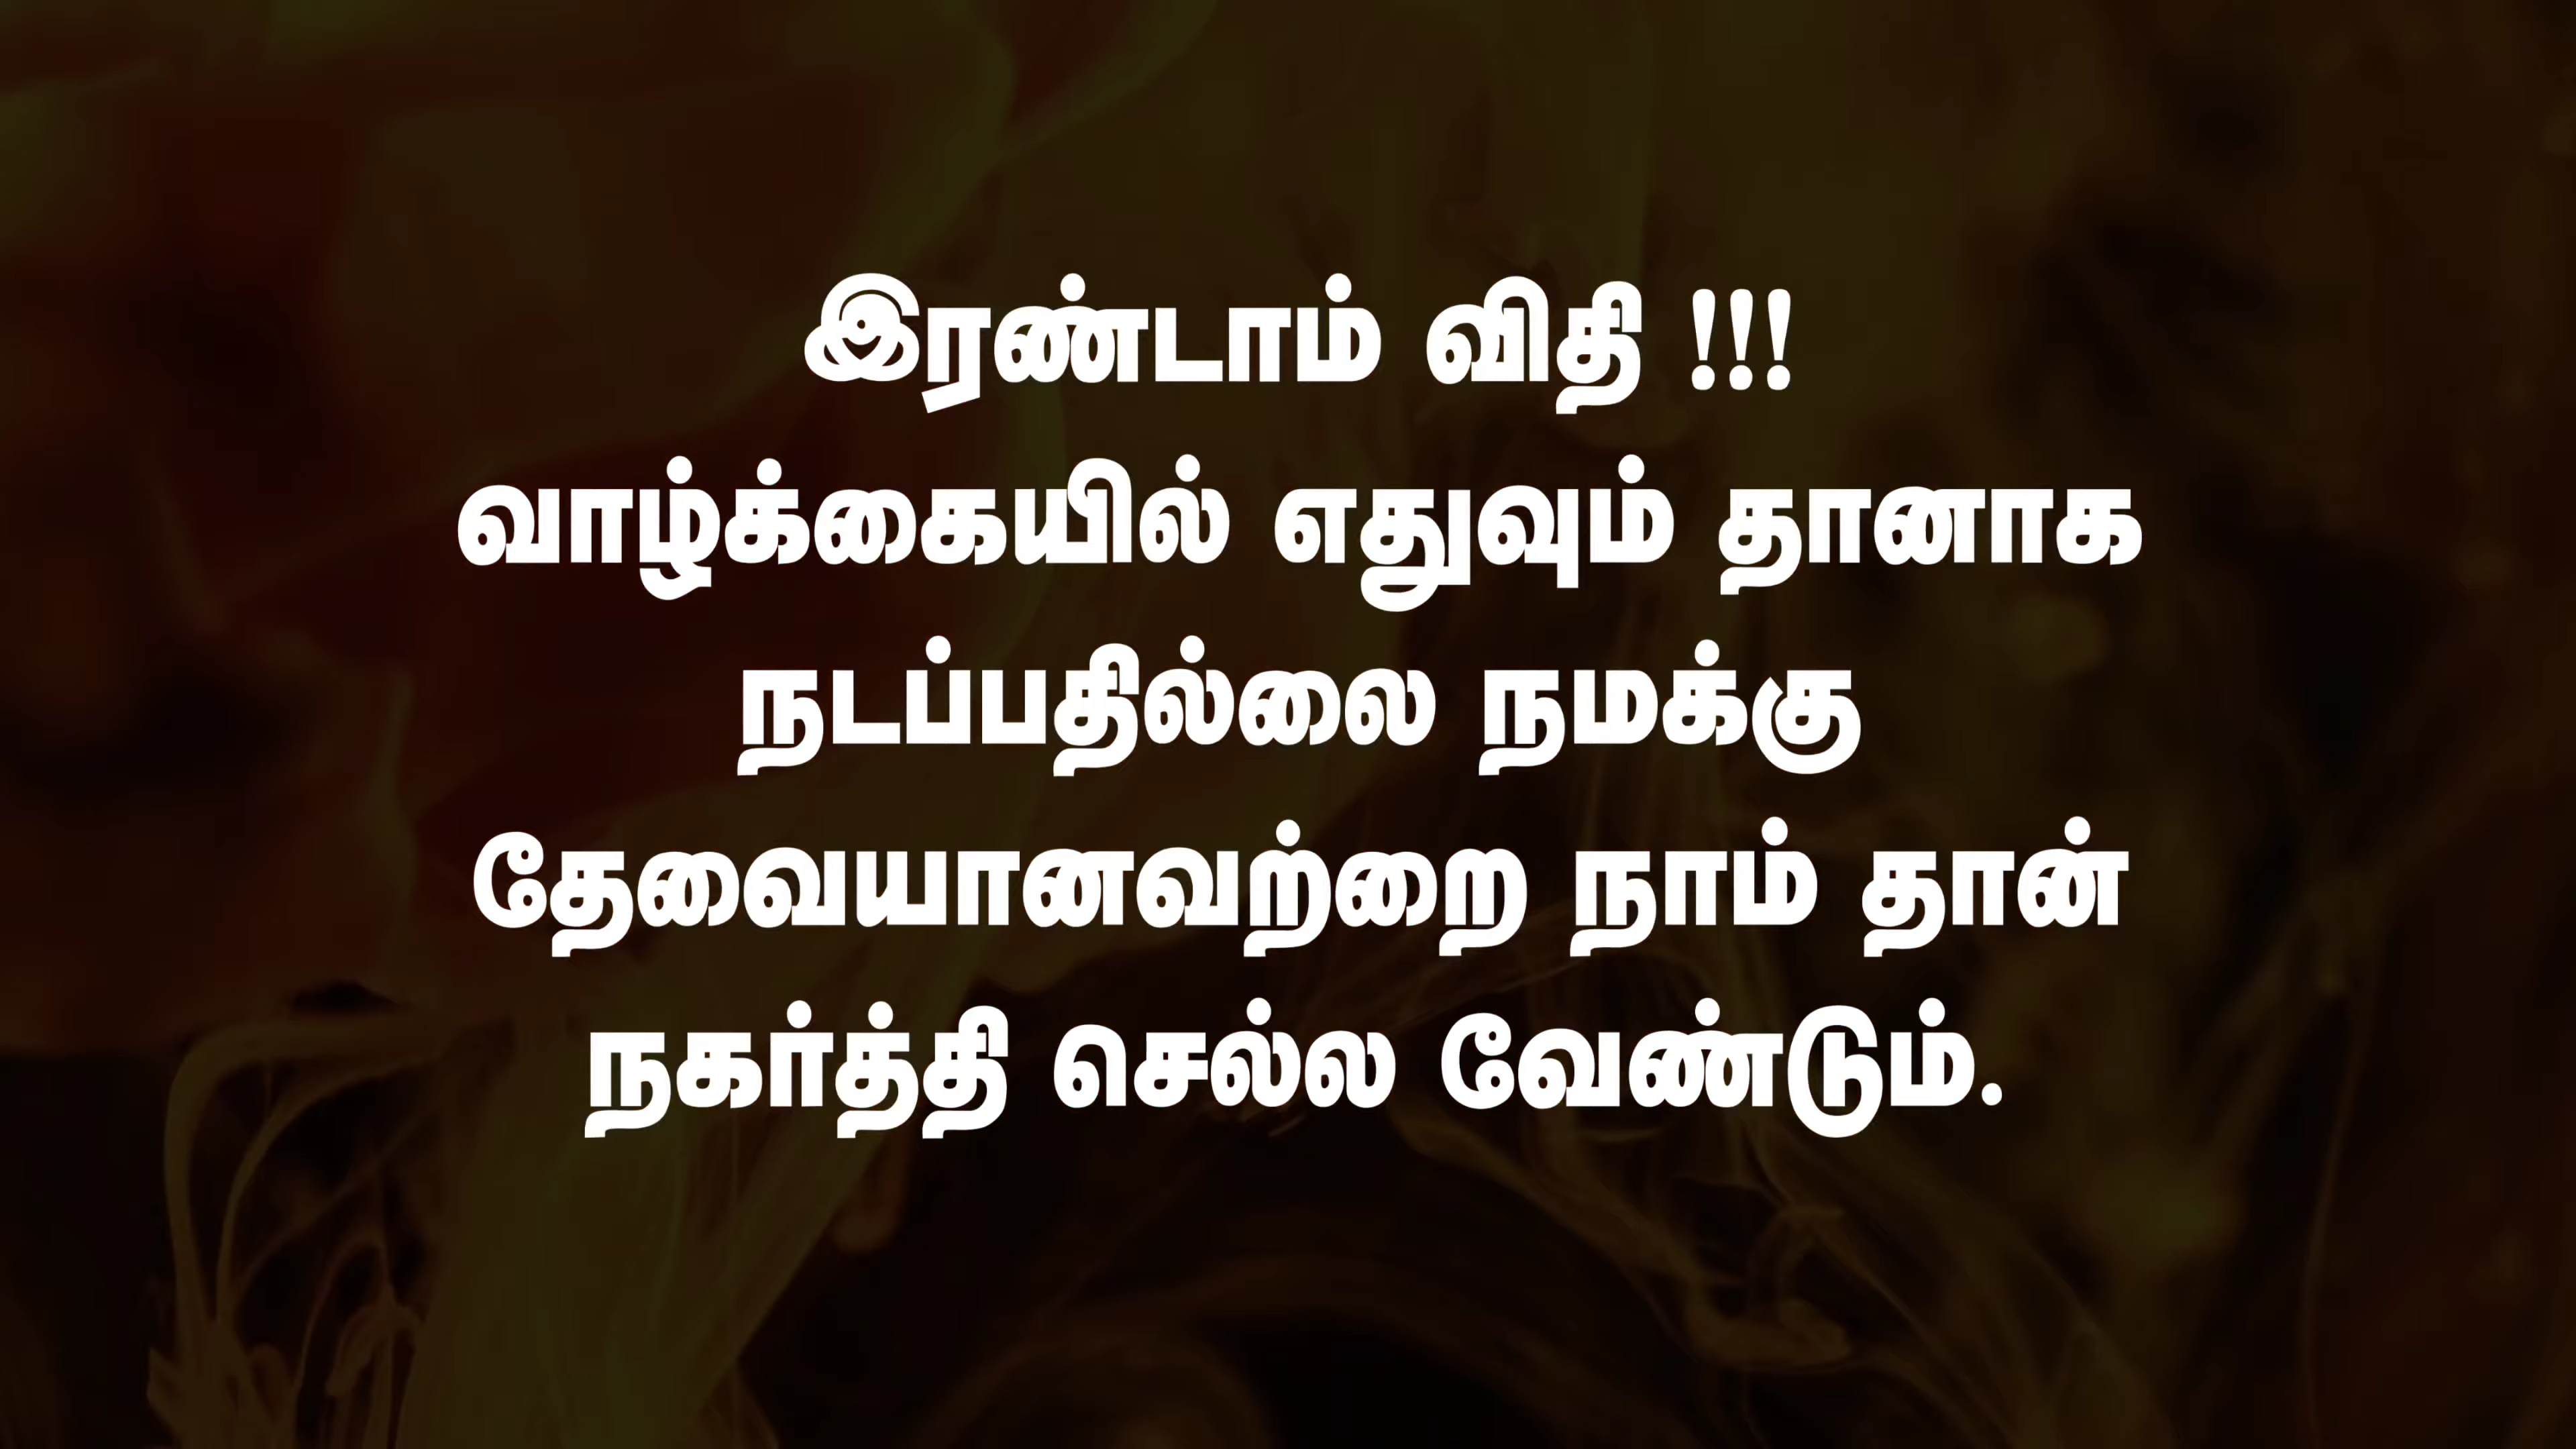 இரண்டாம் விதி !!!
வாழ்க்கையில் எதுவும் தானாக
நடப்பதில்லை நமக்கு
தேவையானவற்றை நாம் தான்
நகர்த்தி செல்ல வேண்டும்.